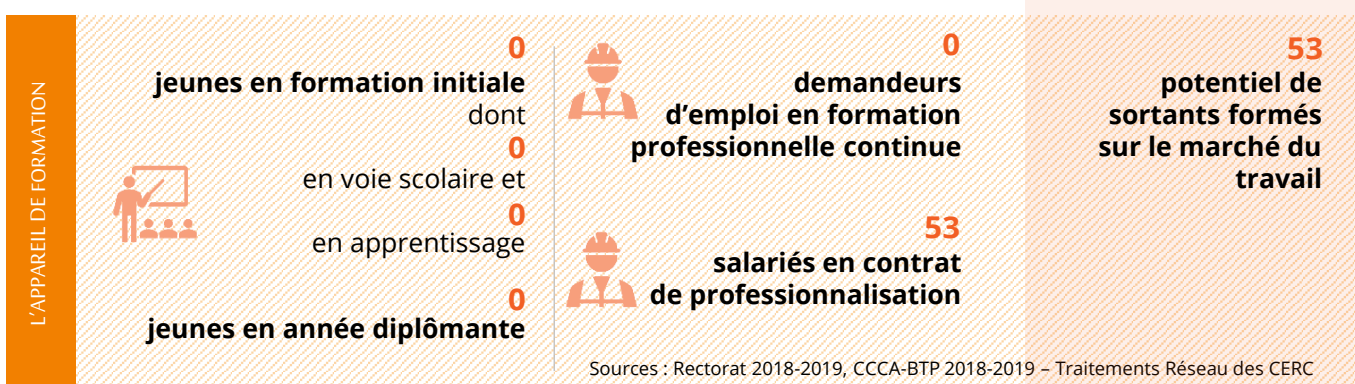 L'APPAREIL DE FORMATION
0
jeunes en formation initiale
dont
0
en voie scolaire et
0
en apprentissage
0
jeunes en année diplômante
0
demandeurs
d’emploi en formation
professionnelle continue
53
salariés en contrat
de professionnalisation
53
potentiel de
sortants formés
sur le marché du
travail
Sources : Rectorat 2018-2019, CCCA-BTP 2018-2019 – Traitements Réseau des CERC